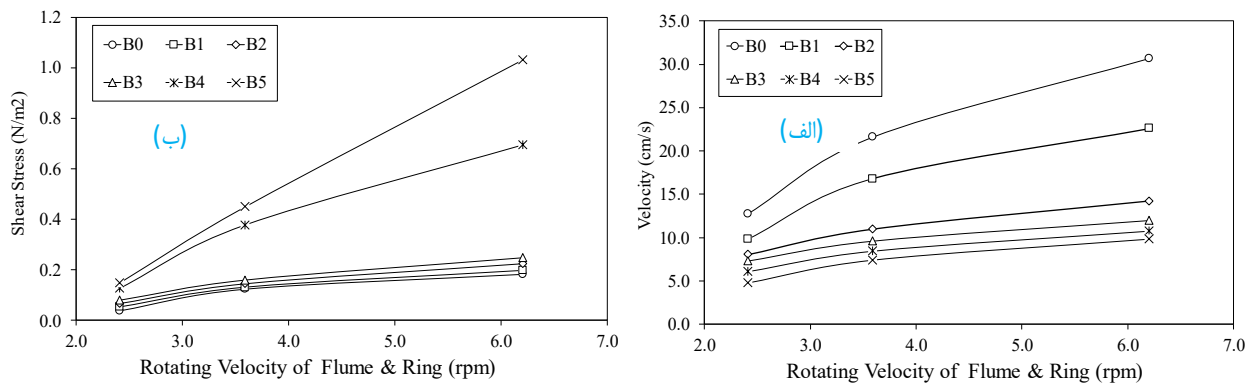 Shear Stress (N/m2)
1.2
1.0
0.8
0.6
0.4
0.2
0.0
B0 B1 B2
B3 B4 B5
(ب)
2.0 3.0 4.0 5.0 6.0 7.0
Rotating Velocity of Flume & Ring (rpm)
Velocity (cm/s)
35.0
30.0
25.0
20.0
15.0
10.0
5.0
0.0
B0 B1 B2
B3 B4 B5
(الف)
2.0 3.0 4.0 5.0 6.0 7.0
Rotating Velocity of Flume & Ring (rpm)